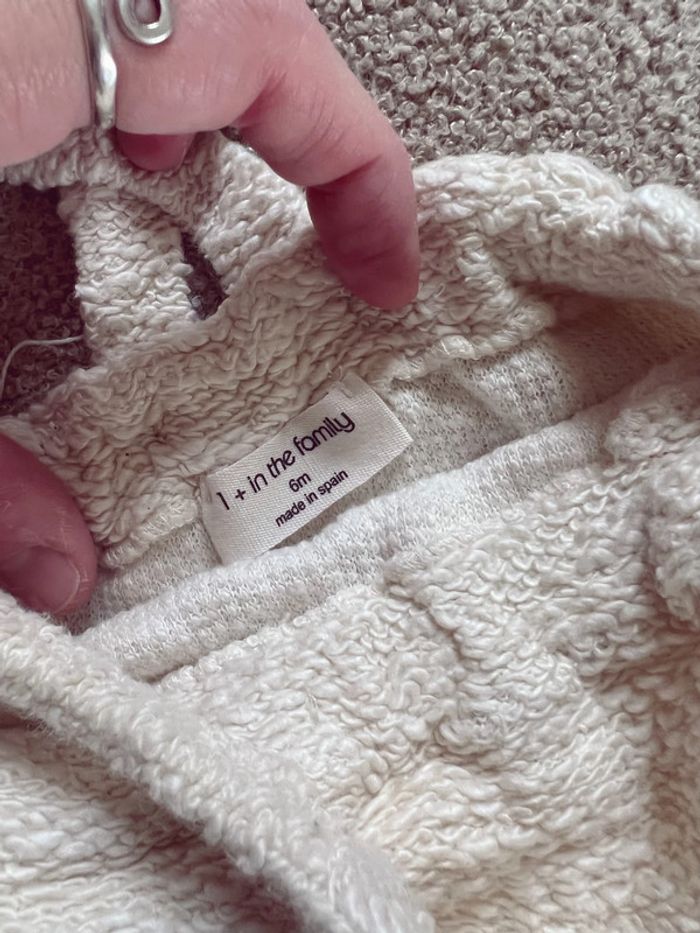 1 + in the family
6m
made in spain